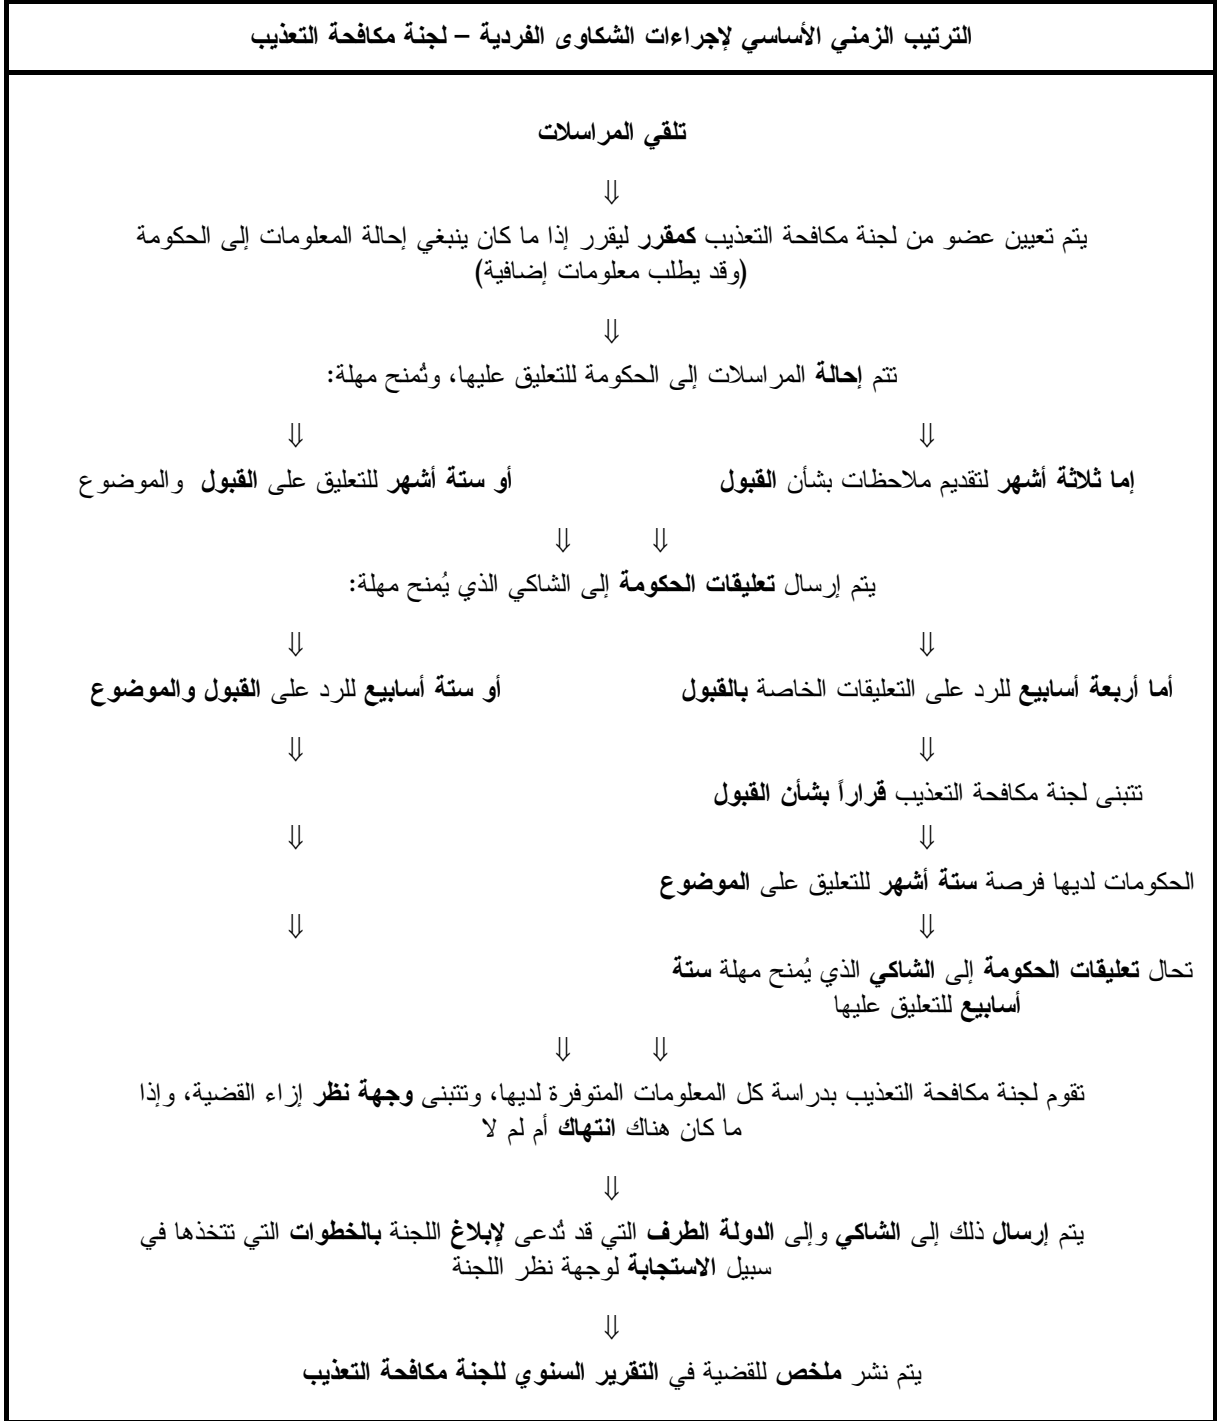 الترتيب الزمني الأساسي لإجراءات الشكاوى الفردية – لجنة مكافحة التعذيب
تلقي المراسلات
⇓
يتم تعيين عضو من لجنة مكافحة التعذيب كمقرر ليقرر إذا ما كان ينبغي إحالة المعلومات إلى الحكومة
(وقد يطلب معلومات إضافية)
⇓
تتم إحالة المراسلات إلى الحكومة للتعليق عليها، وتُمنح مهلة:
⇓ ⇓
إما ثلاثة أشهر لتقديم ملاحظات بشأن القبول أو ستة أشهر للتعليق على القبول والموضوع
⇓ ⇓
يتم إرسال تعليقات الحكومة إلى الشاكي الذي يُمنح مهلة:
⇓ ⇓
أما أربعة أسابيع للرد على التعليقات الخاصة بالقبول أو ستة أسابيع للرد على القبول والموضوع
⇓ ⇓
تتبنى لجنة مكافحة التعذيب قراراً بشأن القبول
⇓ ⇓
الحكومات لديها فرصة ستة أشهر للتعليق على الموضوع
⇓ ⇓
تحال تعليقات الحكومة إلى الشاكي الذي يُمنح مهلة ستة
أسابيع للتعليق عليها
⇓ ⇓
تقوم لجنة مكافحة التعذيب بدراسة كل المعلومات المتوفرة لديها، وتتبنى وجهة نظر إزاء القضية، وإذا
ما كان هناك انتهاك أم لم لا
⇓
يتم إرسال ذلك إلى الشاكي وإلى الدولة الطرف التي قد تُدعى لإبلاغ اللجنة بالخطوات التي تتخذها في
سبيل الاستجابة لوجهة نظر اللجنة
⇓
يتم نشر ملخص للقضية في التقرير السنوي للجنة مكافحة التعذيب